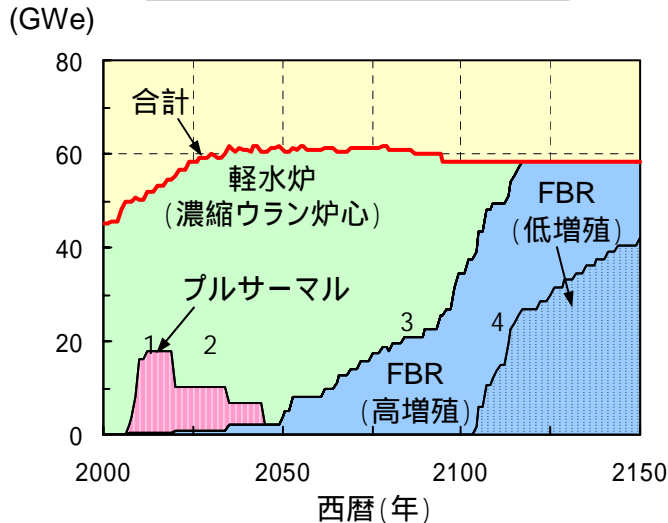 (GWe)
80
60
40
20
0
合計
軽水炉
(濃縮ウラン炉心)
プルサーマル
1
2
3
4
FBR
(低増殖)
FBR
(高増殖)
2000
2050
2100
2150
西暦(年)